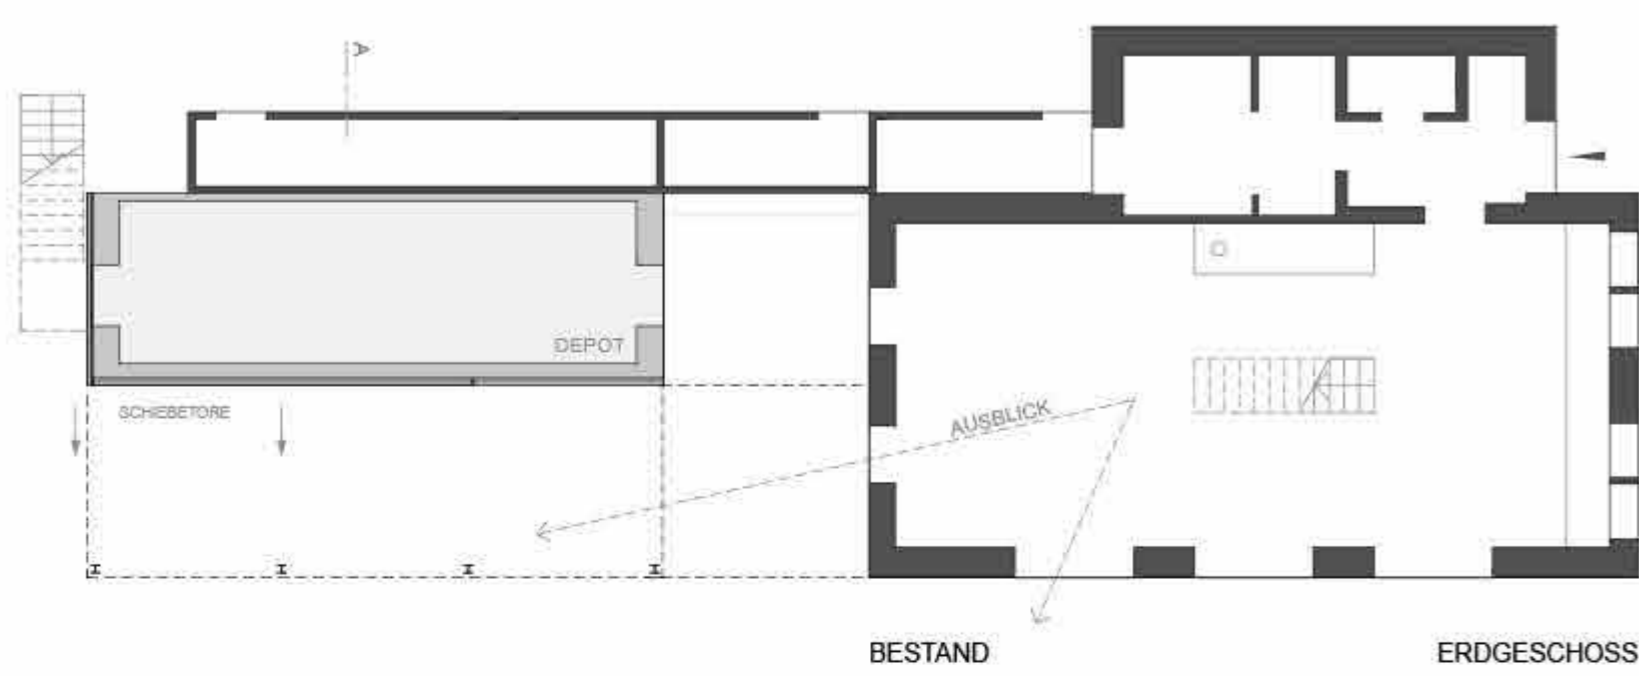 A
DEPOT
SCHIEBETORE
AUSBLICK
BESTAND
ERDGESCHOSS